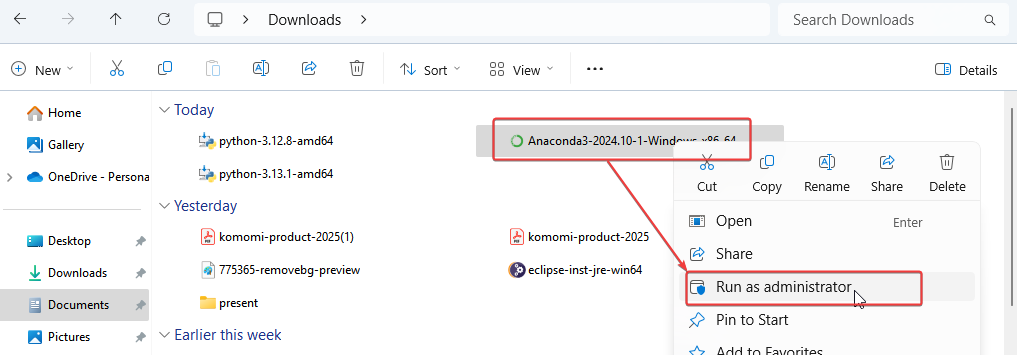 Downloads
Search Downloads
New
Sort
View
Details
Home
Gallery
OneDrive - Persona
Desktop
Downloads
Documents
Pictures
Today
python-3.12.8-amd64
Anaconda3-2024.10-1-Windows-x86-64
python-3.13.1-amd64
Yesterday
komomi-product-2025(1)
komomi-product-2025
775365-removebg-preview
eclipse-inst-jre-win64
present
Earlier this week
Cut
Copy
Rename
Share
Delete
Open Enter
Share
Run as administrator
Pin to Start
Add to Favorites